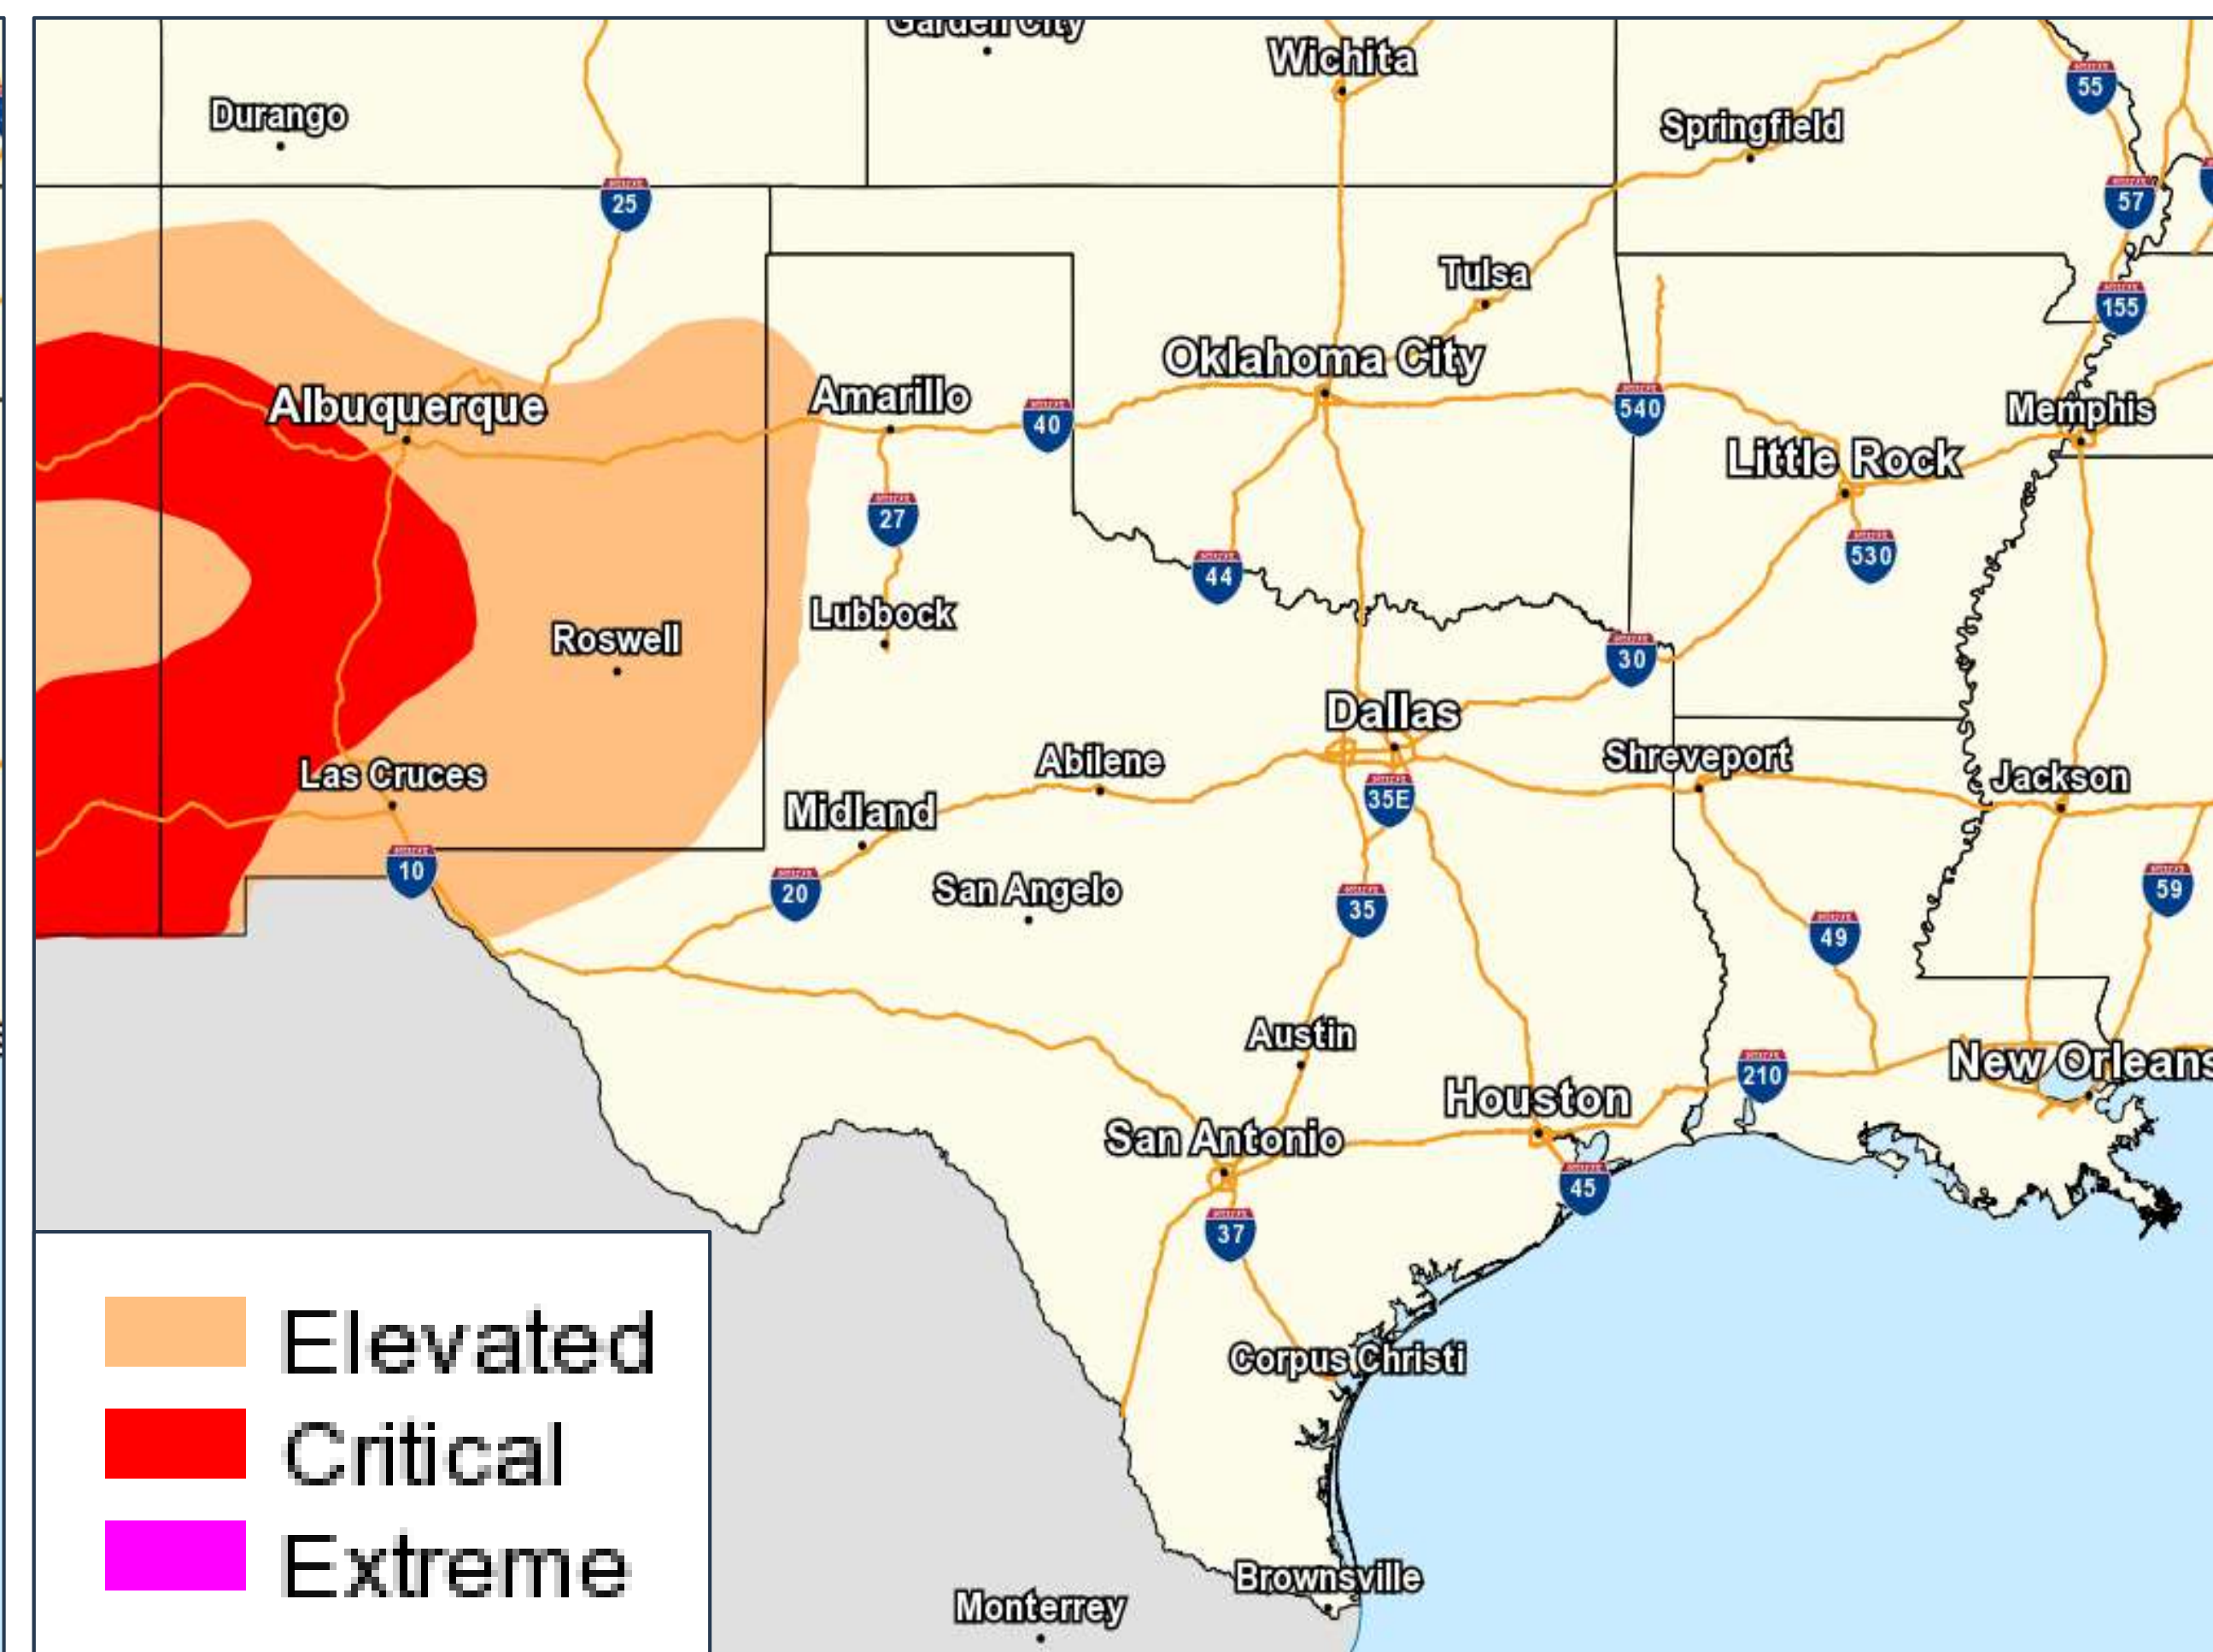 Garden City
Wichita
55
Durango
Springfield
25
57
Tulsa
155
Oklahoma City
Albuquerque
Amarillo
40
540
Memphis
Little Rock
27
530
44
Lubbock
Roswell
30
Dallas
Las Cruces
Abilene
Shreveport
Jackson
Midland
35E
10
20
San Angelo
35
49
59
Austin
New Orleans
210
Houston
San Antonio
45
37
Elevated
Corpus Christi
Critical
Extreme
Brownsville
Monterrey